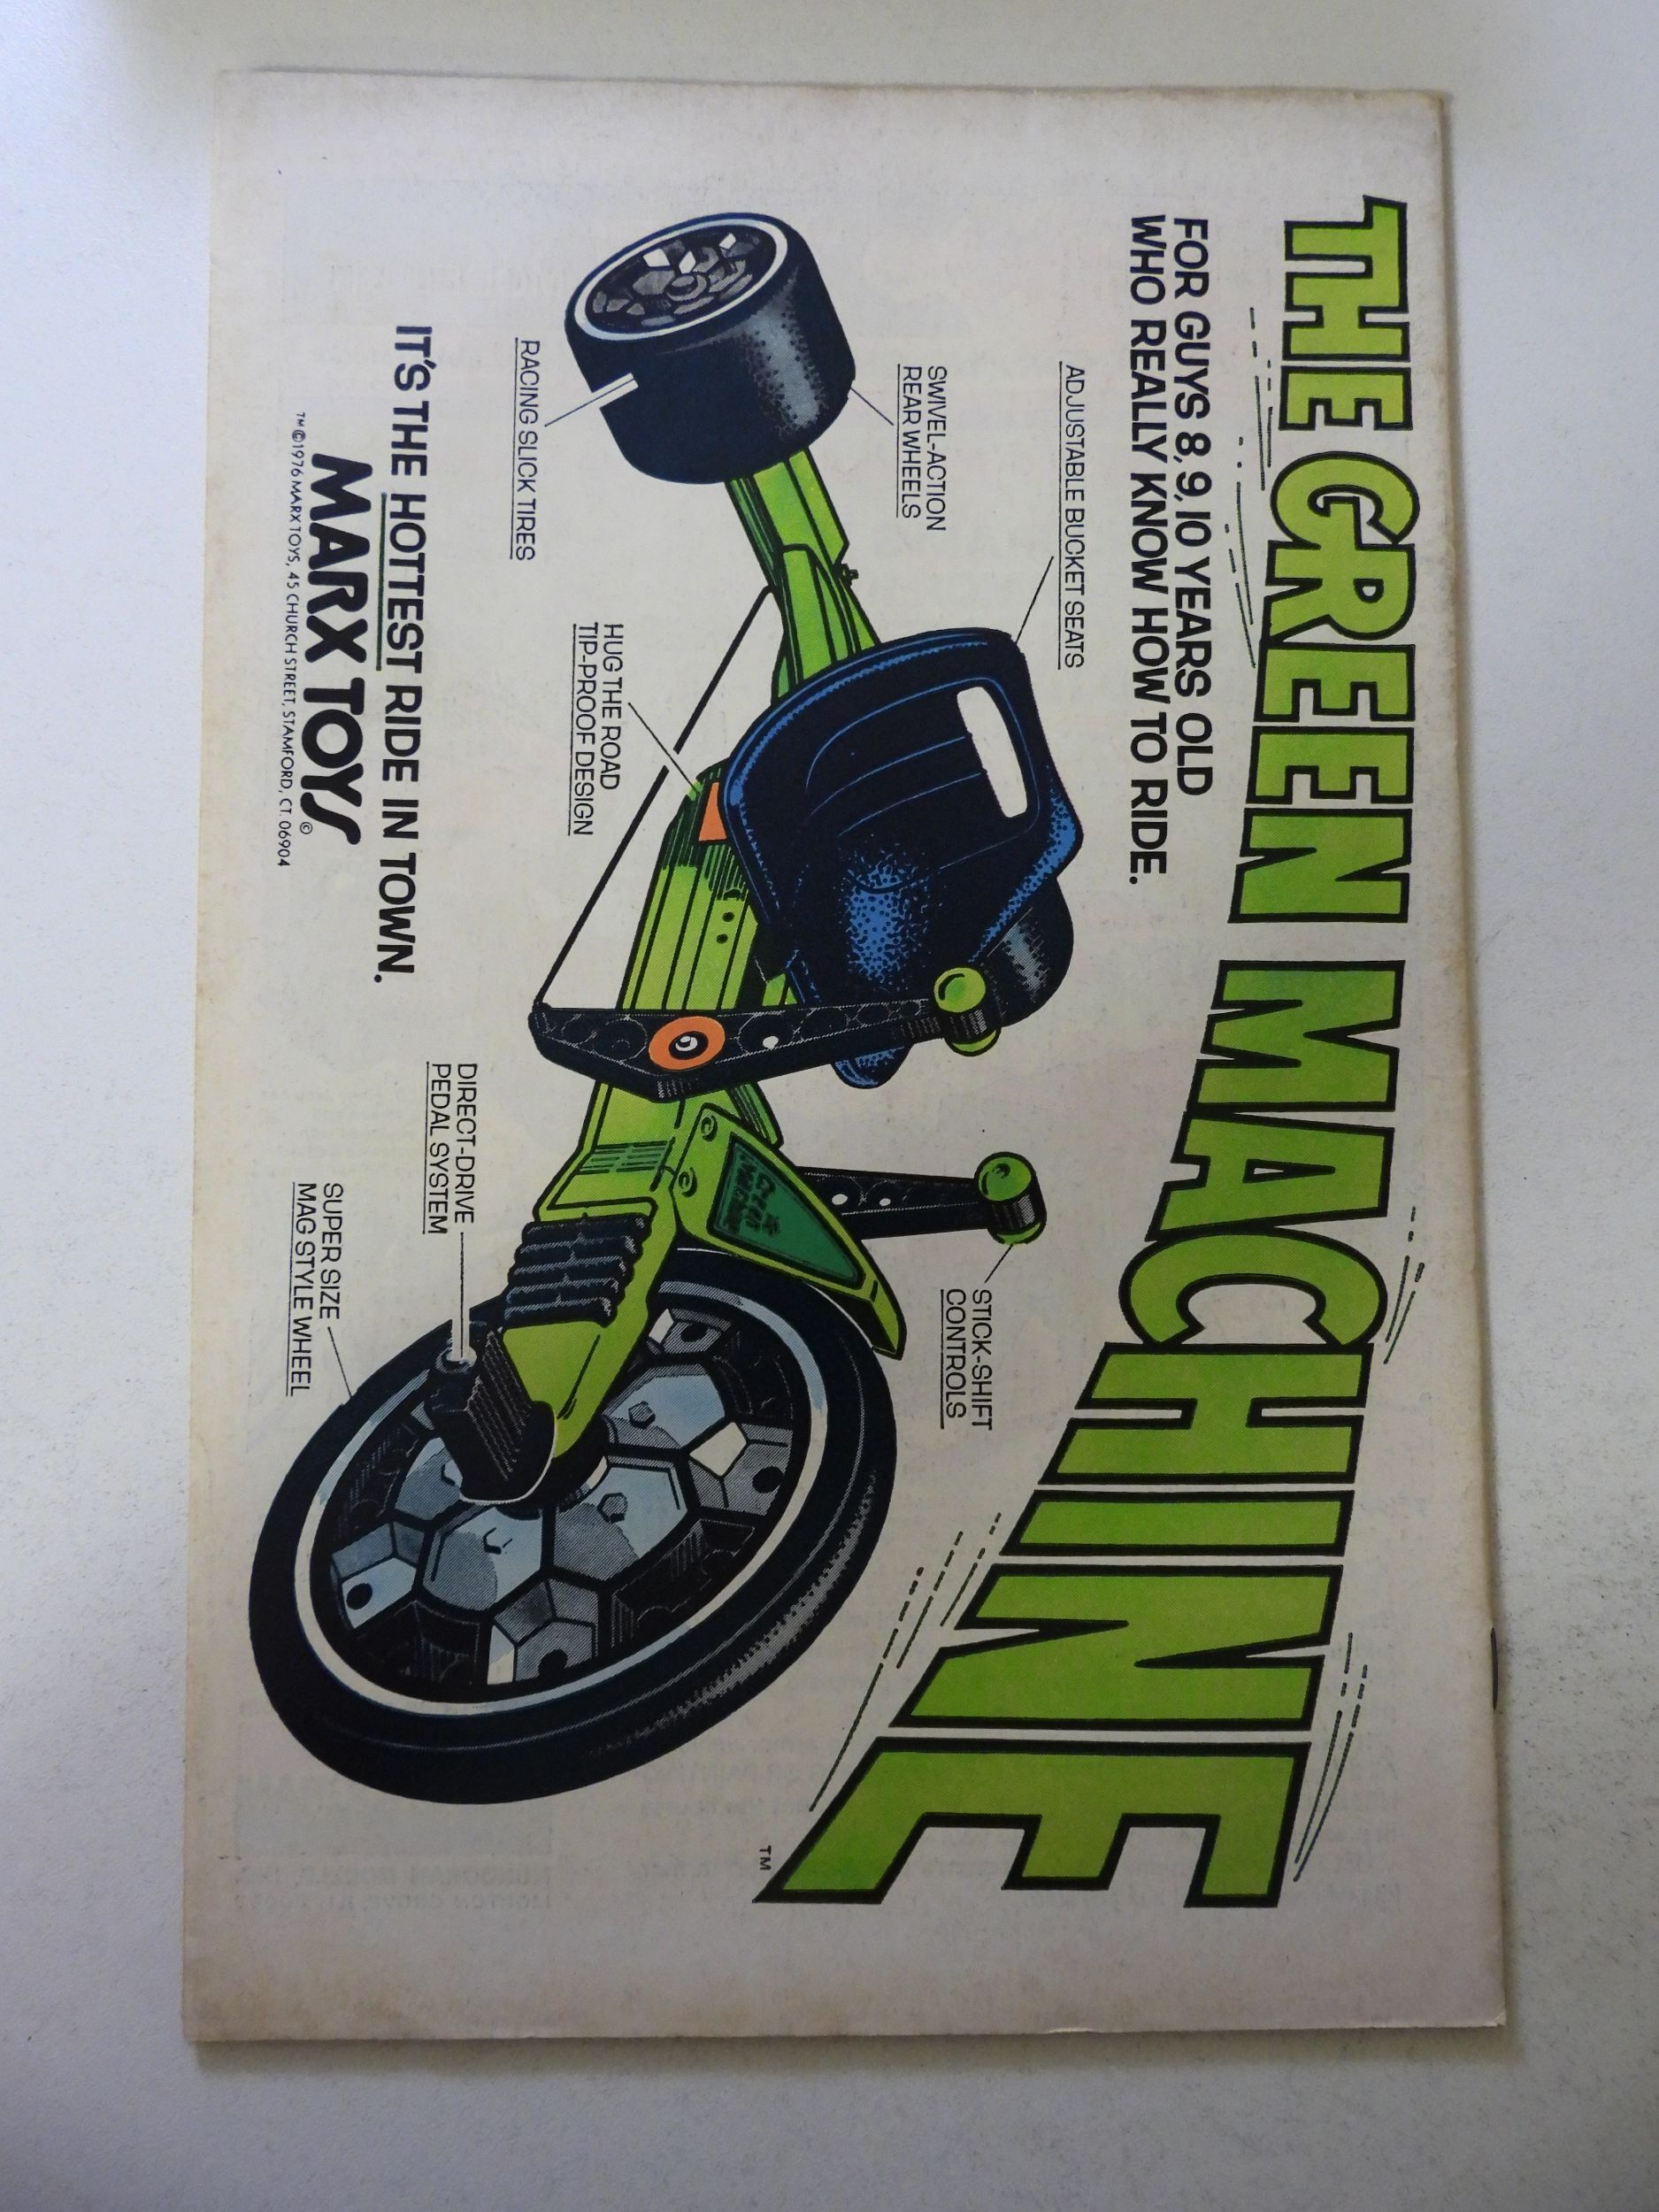 THE GREEN MACHINE
TM
FOR GUYS 8, 9, 10 YEARS OLD
WHO REALLY KNOW HOW TO RIDE.
ADJUSTABLE BUCKET SEATS
SWIVEL-ACTION
REAR WHEELS
STICK-SHIFT
CONTROLS
RACING SLICK TIRES
HUG THE ROAD
TIP-PROOF DESIGN
Green
Machine
DIRECT-DRIVE
PEDAL SYSTEM
SUPER SIZE
MAG STYLE WHEEL
IT'S THE HOTTEST RIDE IN TOWN.
MARX TOYS©
™©1976 MARX TOYS, 45 CHURCH STREET, STAMFORD, CT. 06904